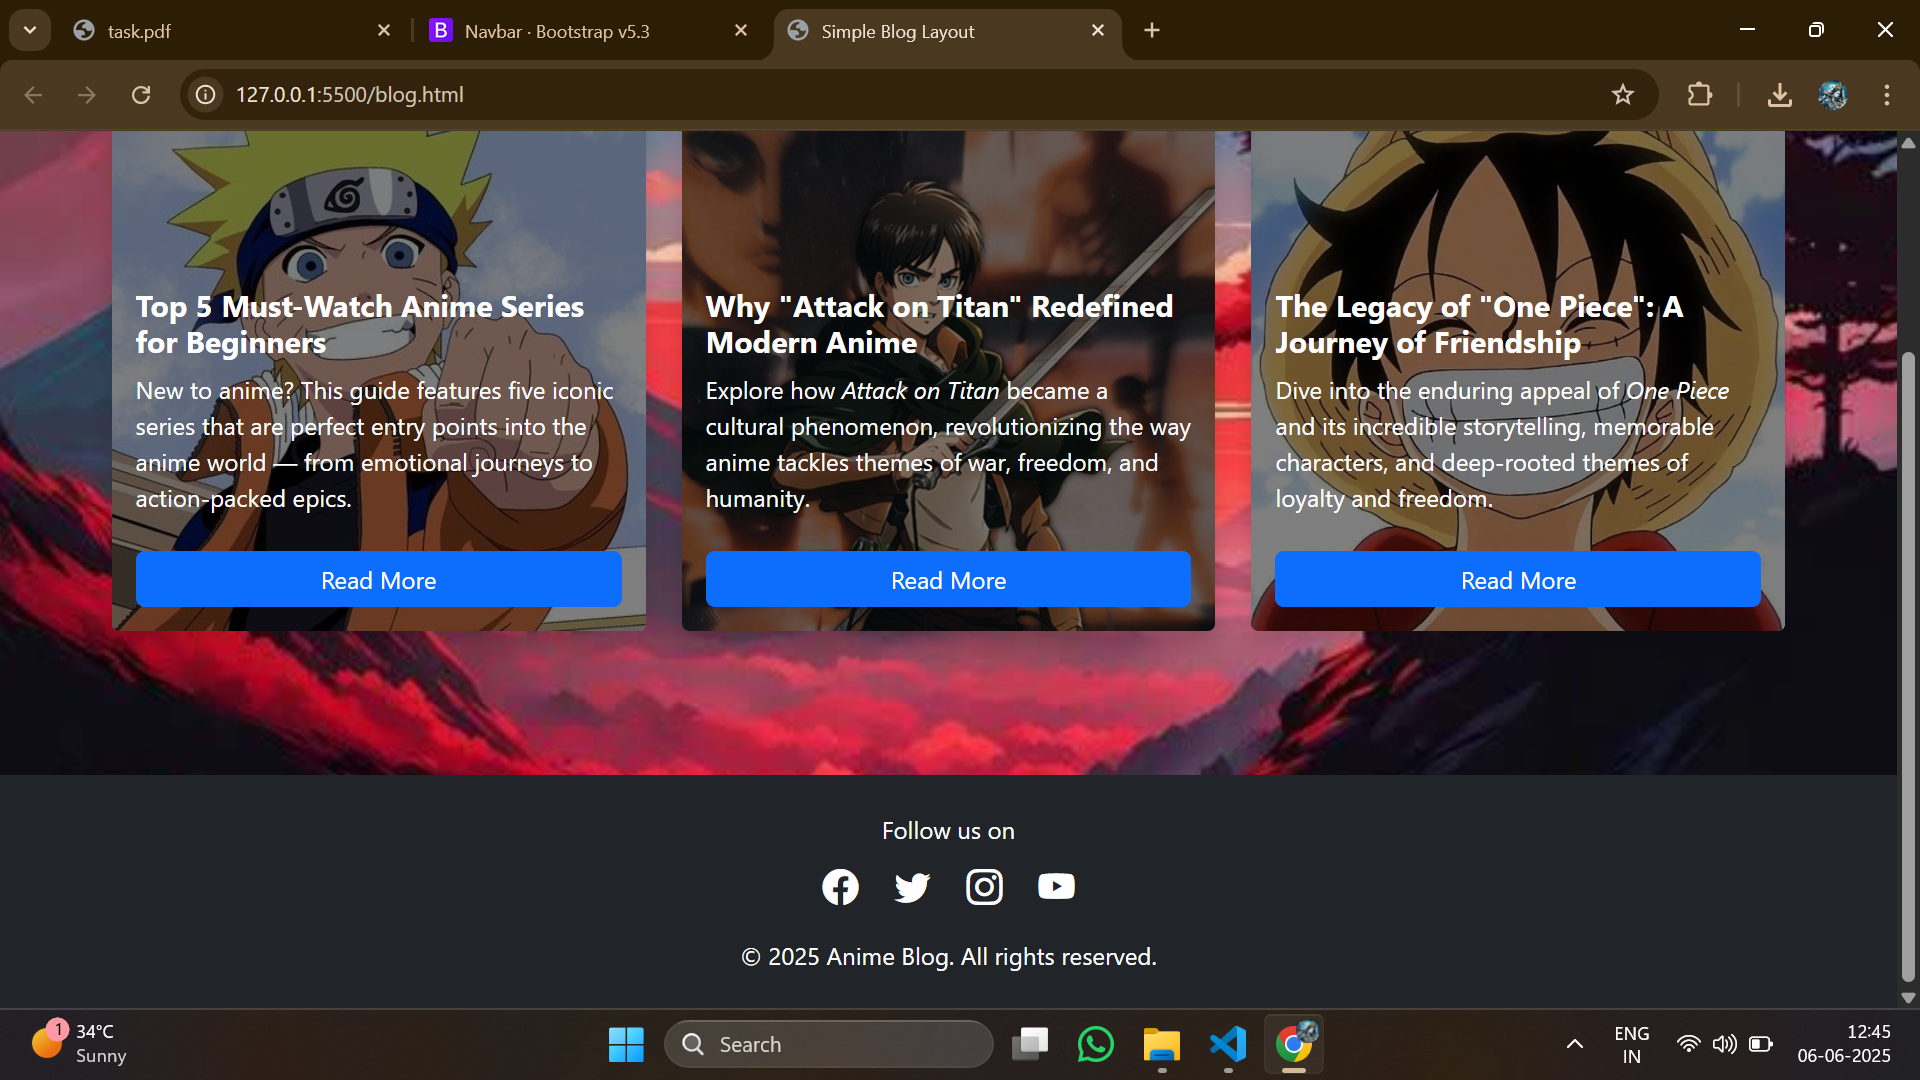 task.pdf
Navbar · Bootstrap v5.3
Simple Blog Layout
127.0.0.1:5500/blog.html
Top 5 Must-Watch Anime Series
for Beginners
New to anime? This guide features five iconic
series that are perfect entry points into the
anime world — from emotional journeys to
action-packed epics.
Read More
Why "Attack on Titan" Redefined
Modern Anime
Explore how Attack on Titan became a
cultural phenomenon, revolutionizing the way
anime tackles themes of war, freedom, and
humanity.
Read More
The Legacy of "One Piece": A
Journey of Friendship
Dive into the enduring appeal of One Piece
and its incredible storytelling, memorable
characters, and deep-rooted themes of
loyalty and freedom.
Read More
Follow us on
© 2025 Anime Blog. All rights reserved.
1
34°C
Sunny
Search
ENG
IN
12:45
06-06-2025